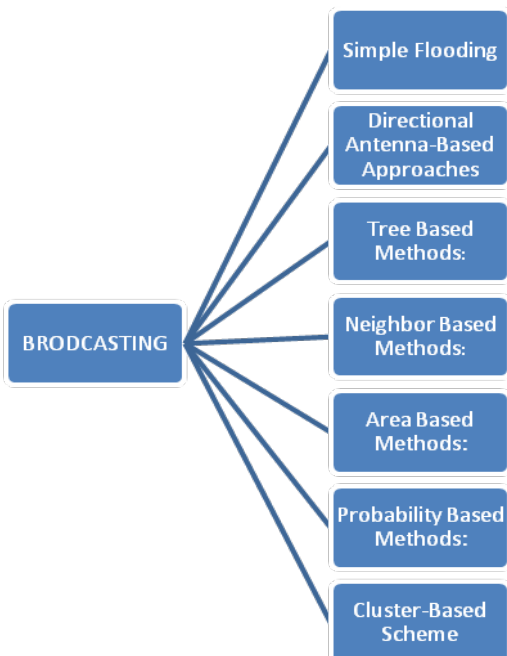 Simple Flooding
Directional
Antenna-Based
Approaches
Tree Based
Methods:
BRODCASTING
Neighbor Based
Methods:
Area Based
Methods:
Probability Based
Methods:
Cluster-Based
Scheme